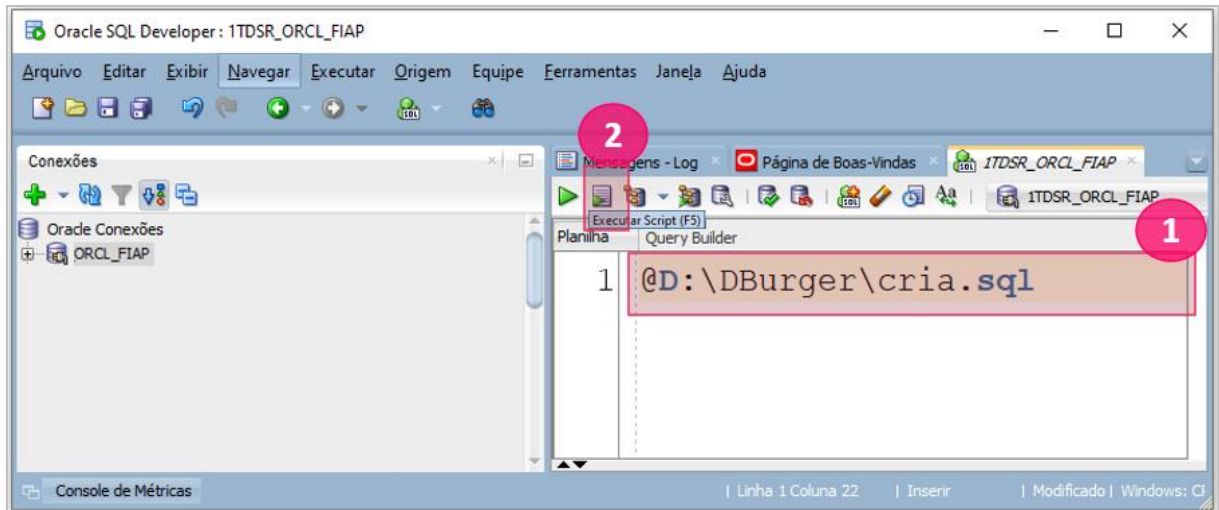 Oracle SQL Developer : 1TDSR_ORCL_FIAP
Arquivo Editar Exibir Navegar Executar Origem Equipe Ferramentas Janela Ajuda
2
Conexões
Mensagens - Log
Página de Boas-Vindas
1TDSR_ORCL_FIAP
1TDSR_ORCL_FIAP
Oracle Conexões
ORCL_FIAP
Executar Script (F5)
Planilha Query Builder
1
1 @D:\DBurger\cria.sql
Console de Métricas
Linha 1 Coluna 22 | Inserir | Modificado | Windows: CF